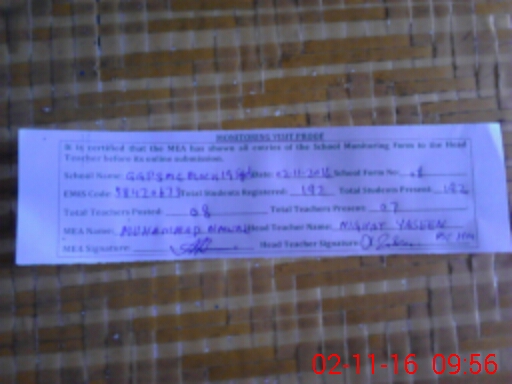 MONITORING VISIT PROOF
It is certified that the MEA has shown all entries of the School Monitoring Form to the Head
Teacher before its online submission.
School Name: Date: 02-11-2016 School Form No:
EMIS Code: Total Students Registered: 192 Total Students Present: 192
Total Teachers Posted: 08 Total Teachers Present: 07
MEA Name: MUHAMMAD Head Teacher Name: NIGHAT YASEEN
MEA Signature: Head Teacher Signature:
02-11-16 09:56